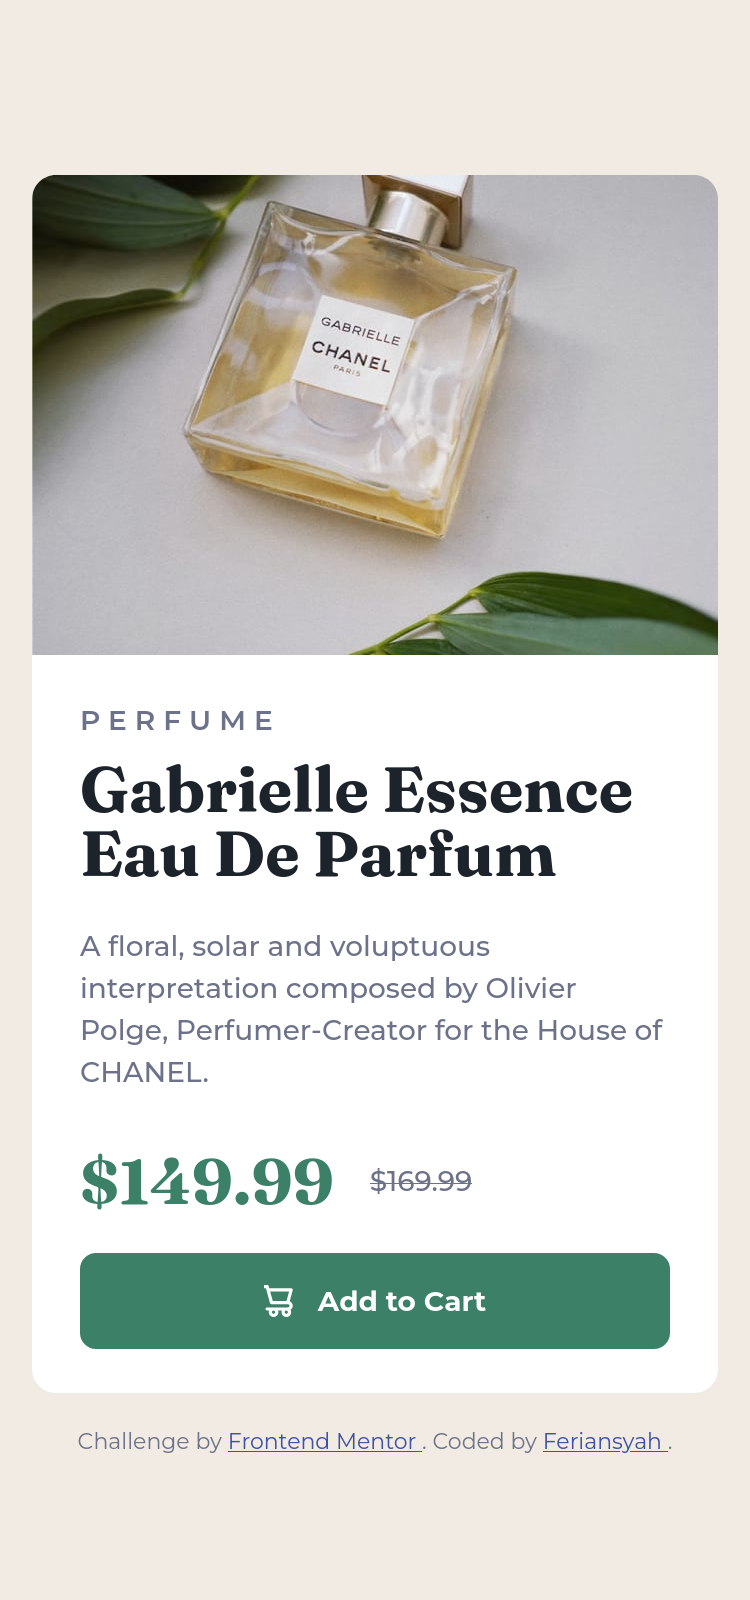 GABRIELLE
CHANEL
PARIS
PERFUME
Gabrielle Essence
Eau De Parfum
A floral, solar and voluptuous
interpretation composed by Olivier
Polge, Perfumer-Creator for the House of
CHANEL.
$149.99 $169.99
Add to Cart
Challenge by Frontend Mentor . Coded by Feriansyah .